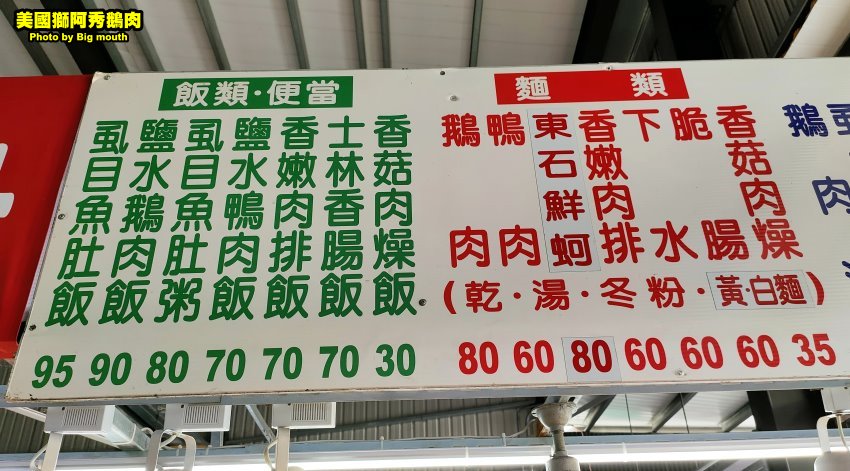 美國獅阿秀鵝肉
Photo by Big mouth
飯類·便當
虱目魚肚飯
鹽水鵝肉飯
虱目魚肚粥
鹽水鴨肉飯
香嫩肉排飯
士林香腸飯
香菇肉燥飯
95 90 80 70 70 70 30
麵類
鵝肉
鴨肉
東石鮮蚵
香嫩肉排
下水
脆腸
香菇肉燥
(乾·湯·冬粉·黃·白麵)
80 60 80 60 60 60 35
鵝肉